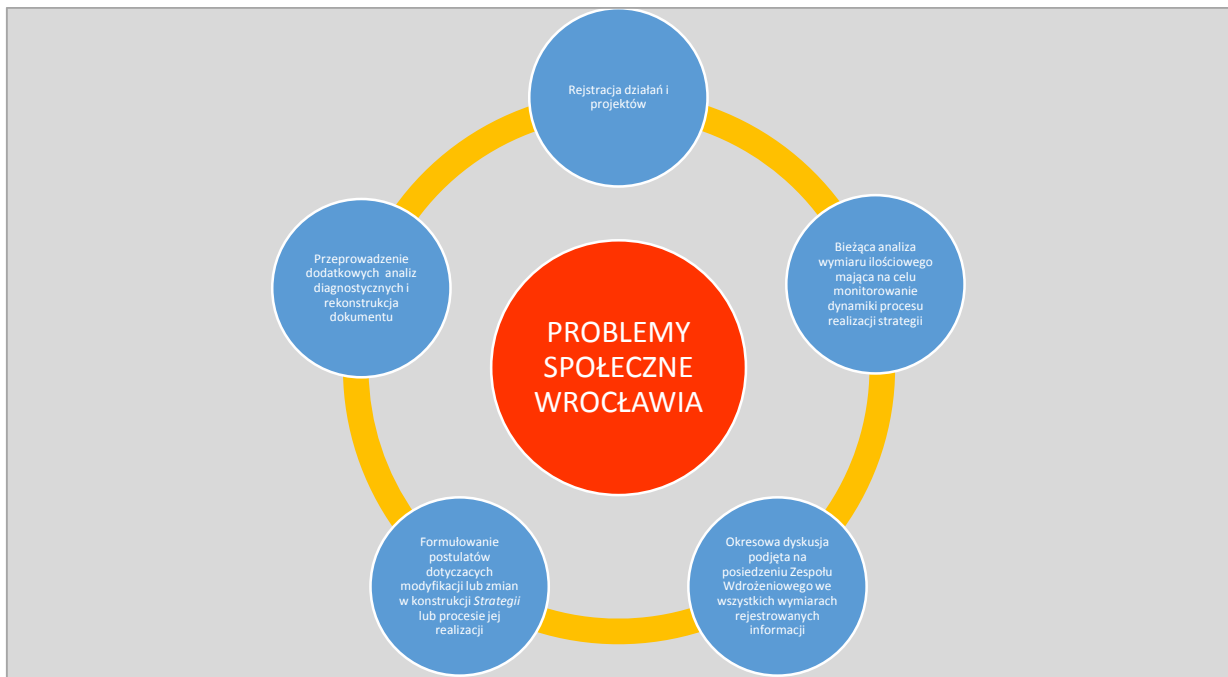 Rejstracja działań i
projektów
Bieżąca analiza
wymiaru ilościowego
mająca na celu
monitorowanie
dynamiki procesu
realizacji strategii
Okresowa dyskusja
podjęta na
posiedzeniu Zespołu
Wdrożeniowego we
wszystkich wymiarach
rejestrowanych
informacji
Formułowanie
postulatów
dotyczacych
modyfikacji lub zmian
w konstrukcji Strategii
lub procesie jej
realizacji
Przeprowadzenie
dodatkowych analiz
diagnostycznych i
rekonstrukcja
dokumentu
PROBLEMY
SPOŁECZNE
WROCŁAWIA